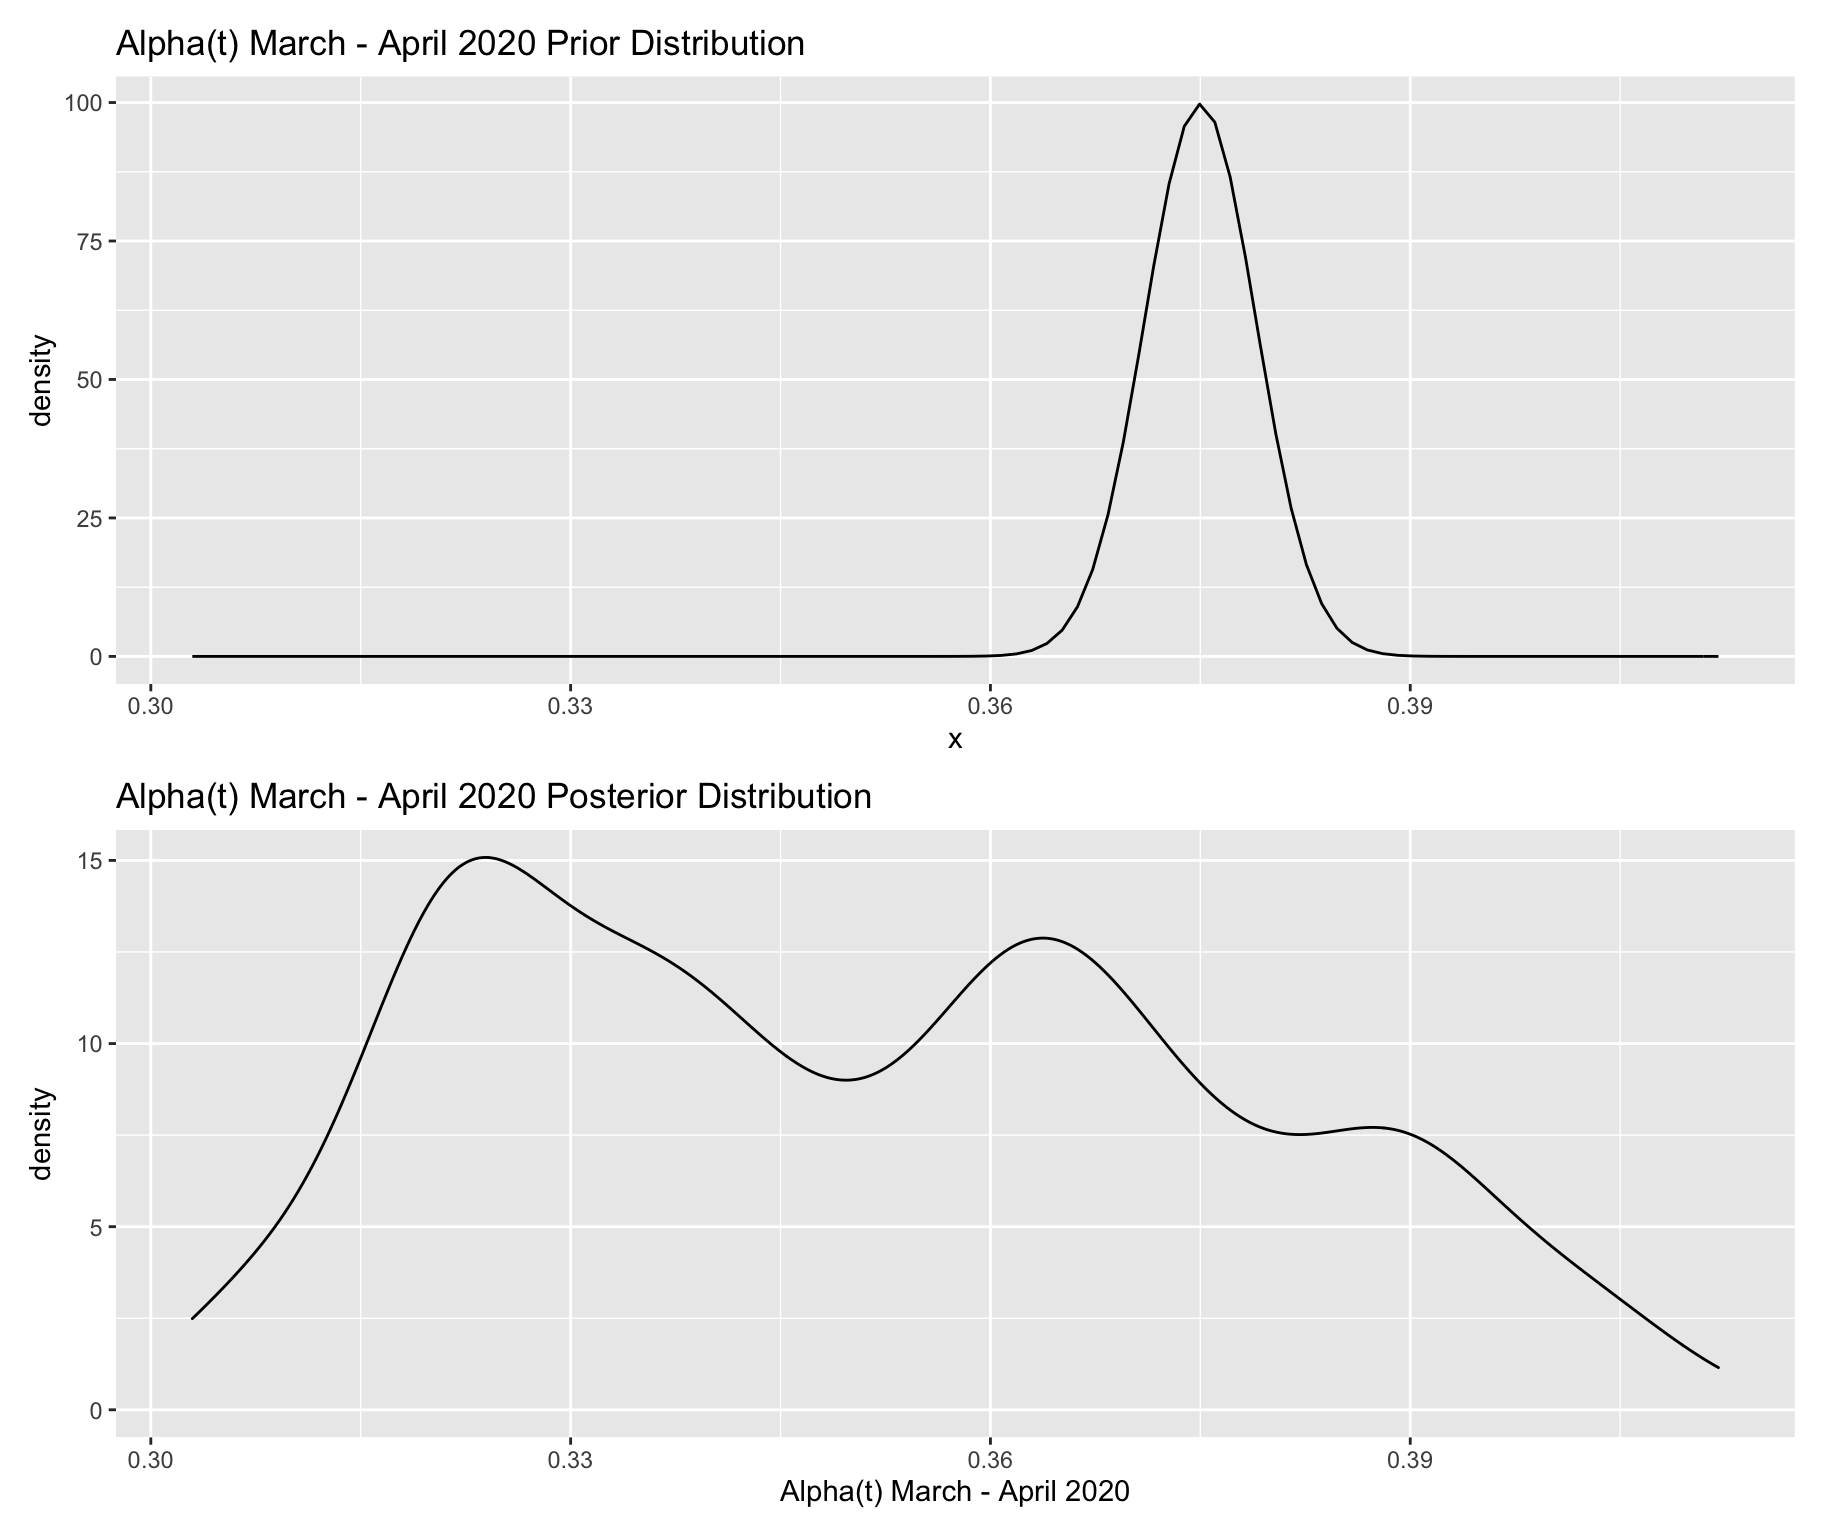 Alpha(t) March - April 2020 Prior Distribution
100
75
50
25
0
density
0.30 0.33 0.36 0.39
x
Alpha(t) March - April 2020 Posterior Distribution
15
10
5
0
density
0.30 0.33 0.36 0.39
Alpha(t) March - April 2020